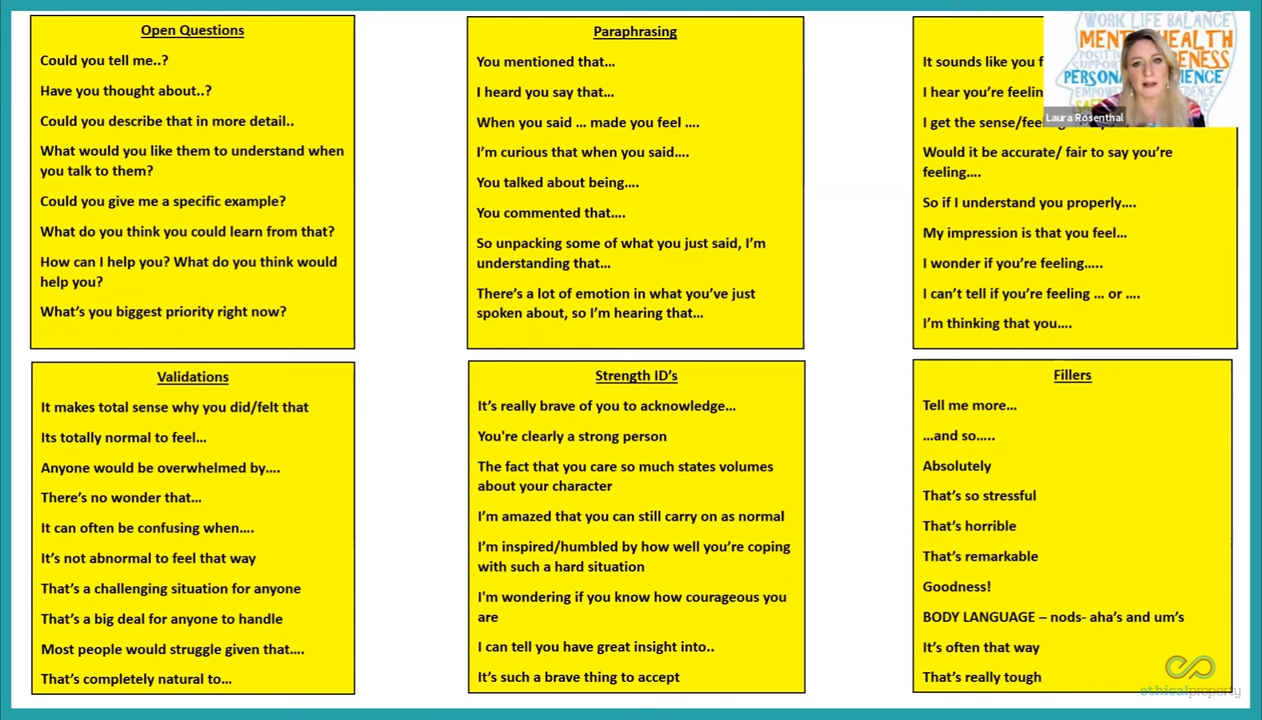 Open Questions
Could you tell me..?
Have you thought about..?
Could you describe that in more detail..
What would you like them to understand when
you talk to them?
Could you give me a specific example?
What do you think you could learn from that?
How can I help you? What do you think would
help you?
What's you biggest priority right now?
Paraphrasing
You mentioned that...
I heard you say that...
When you said ... made you feel ....
I'm curious that when you said....
You talked about being....
You commented that....
So unpacking some of what you just said, I'm
understanding that...
There's a lot of emotion in what you've just
spoken about, so I'm hearing that...
It sounds like you f
I hear you're feelin
I get the sense/fee
Would it be accurate/ fair to say you're
feeling....
So if I understand you properly....
My impression is that you feel...
I wonder if you're feeling.....
I can't tell if you're feeling ... or ....
I'm thinking that you....
WORK LIFE BALANCE
MENT HEALTH
ENESS
PERSONA IENCE
Laura Rosenthal
Validations
It makes total sense why you did/felt that
Its totally normal to feel...
Anyone would be overwhelmed by....
There's no wonder that...
It can often be confusing when....
It's not abnormal to feel that way
That's a challenging situation for anyone
That's a big deal for anyone to handle
Most people would struggle given that....
That's completely natural to...
Strength ID's
It's really brave of you to acknowledge...
You're clearly a strong person
The fact that you care so much states volumes
about your character
I'm amazed that you can still carry on as normal
I'm inspired/humbled by how well you're coping
with such a hard situation
I'm wondering if you know how courageous you
are
I can tell you have great insight into..
It's such a brave thing to accept
Fillers
Tell me more...
...and so.....
Absolutely
That's so stressful
That's horrible
That's remarkable
Goodness!
BODY LANGUAGE – nods- aha's and um's
It's often that way
That's really tough
ethicalproperty